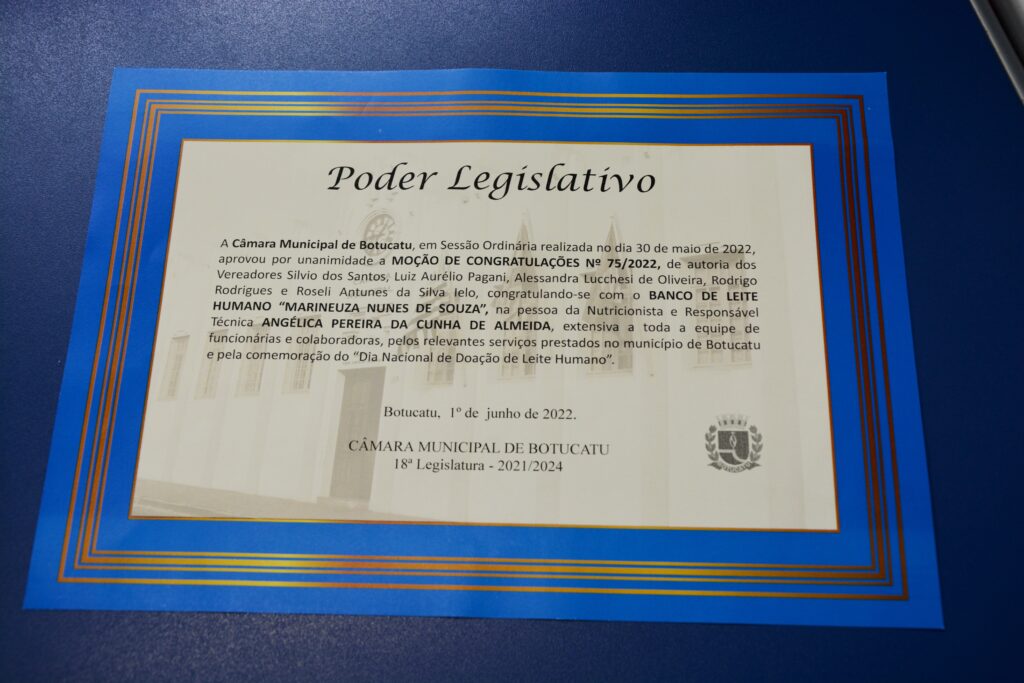 Poder Legislativo
A Câmara Municipal de Botucatu, em Sessão Ordinária realizada no dia 30 de maio de 2022,
aprovou por unanimidade a MOÇÃO DE CONGRATULAÇÕES Nº 75/2022, de autoria dos
Vereadores Silvio dos Santos, Luiz Aurélio Pagani, Alessandra Lucchesi de Oliveira, Rodrigo
Rodrigues e Roseli Antunes da Silva Ielo, congratulando-se com o BANCO DE LEITE
HUMANO “MARINEUZA NUNES DE SOUZA”, na pessoa da Nutricionista e Responsável
Técnica ANGÉLICA PEREIRA DA CUNHA DE ALMEIDA, extensiva a toda a equipe de
funcionárias e colaboradoras, pelos relevantes serviços prestados no município de Botucatu
e pela comemoração do “Dia Nacional de Doação de Leite Humano”.
Botucatu, 1º de junho de 2022.
CÂMARA MUNICIPAL DE BOTUCATU
18ª Legislatura - 2021/2024
BOTUCATU